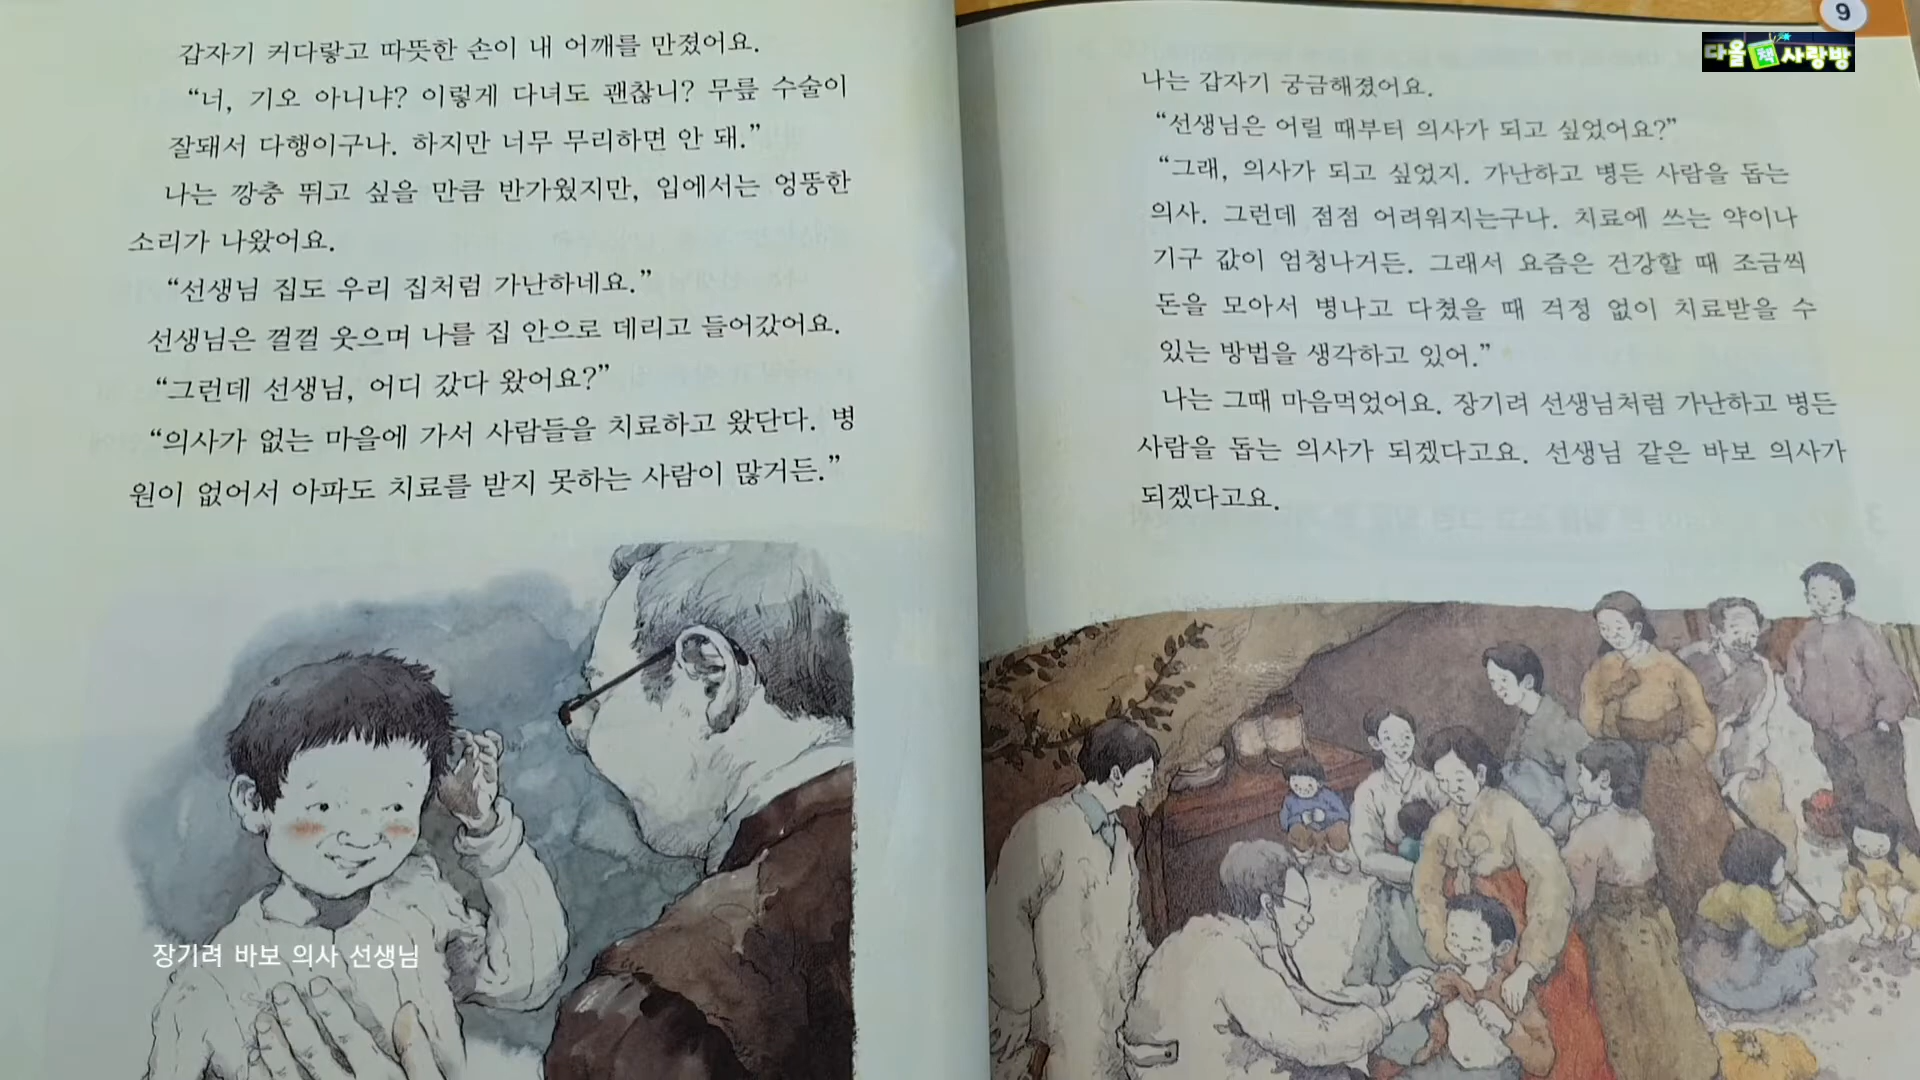 갑자기 커다랗고 따뜻한 손이 내 어깨를 만졌어요.
“너, 기오 아니냐? 이렇게 다녀도 괜찮니? 무릎 수술이
잘돼서 다행이구나. 하지만 너무 무리하면 안 돼.”
나는 깡충 뛰고 싶을 만큼 반가웠지만, 입에서는 엉뚱한
소리가 나왔어요.
“선생님 집도 우리 집처럼 가난하네요.”
선생님은 껄껄 웃으며 나를 집 안으로 데리고 들어갔어요.
“그런데 선생님, 어디 갔다 왔어요?”
“의사가 없는 마을에 가서 사람들을 치료하고 왔단다. 병
원이 없어서 아파도 치료를 받지 못하는 사람이 많거든.”
장기려 바보 의사 선생님
9
다올 책 사랑방
나는 갑자기 궁금해졌어요.
“선생님은 어릴 때부터 의사가 되고 싶었어요?”
“그래, 의사가 되고 싶었지. 가난하고 병든 사람을 돕는
의사. 그런데 점점 어려워지는구나. 치료에 쓰는 약이나
기구 값이 엄청나거든. 그래서 요즘은 건강할 때 조금씩
돈을 모아서 병나고 다쳤을 때 걱정 없이 치료받을 수
있는 방법을 생각하고 있어.”
나는 그때 마음먹었어요. 장기려 선생님처럼 가난하고 병든
사람을 돕는 의사가 되겠다고요. 선생님 같은 바보 의사가
되겠다고요.